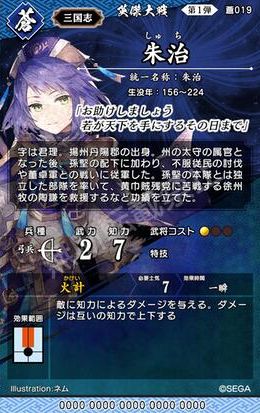 蒼
三国志
英傑大戦
第1弾
蒼019
しゅ ち
朱治
統一名称：朱治
生没年：156～224
「お助けしましょう
若が天下を手にするその日まで」
字は君理。揚州丹陽郡の出身。州の太守の属官と
なった後、孫堅の配下に加わり、不服従民の討伐
や董卓軍との戦いに従軍した。孫堅の本隊とは独
立した部隊を率いて、黄巾賊残党に苦戦する徐州
牧の陶謙を救援するなど功績を立てた。
兵種 武力 知力 武将コスト
弓兵 2 7 特技
かけい 必要士気 効果時間
火計 7 一瞬
効果範囲
敵に知力によるダメージを与える。ダメー
ジは互いの知力で上下する
Illustration:ネム
©SEGA
0000-0000-0000-0000-0000